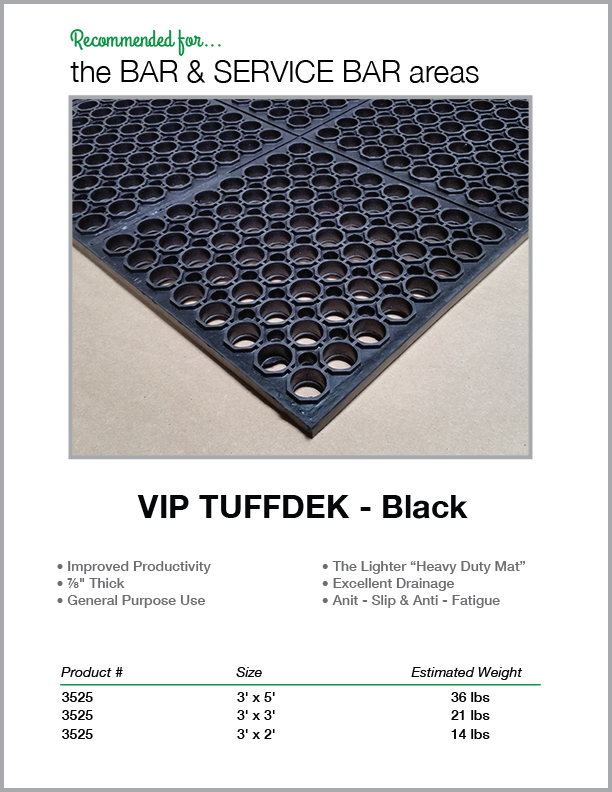 Recommended for...
the BAR & SERVICE BAR areas
VIP TUFFDEK - Black
• Improved Productivity
• ⅞" Thick
• General Purpose Use
• The Lighter “Heavy Duty Mat”
• Excellent Drainage
• Anit - Slip & Anti - Fatigue
Product # Size Estimated Weight
3525 3' x 5' 36 lbs
3525 3' x 3' 21 lbs
3525 3' x 2' 14 lbs